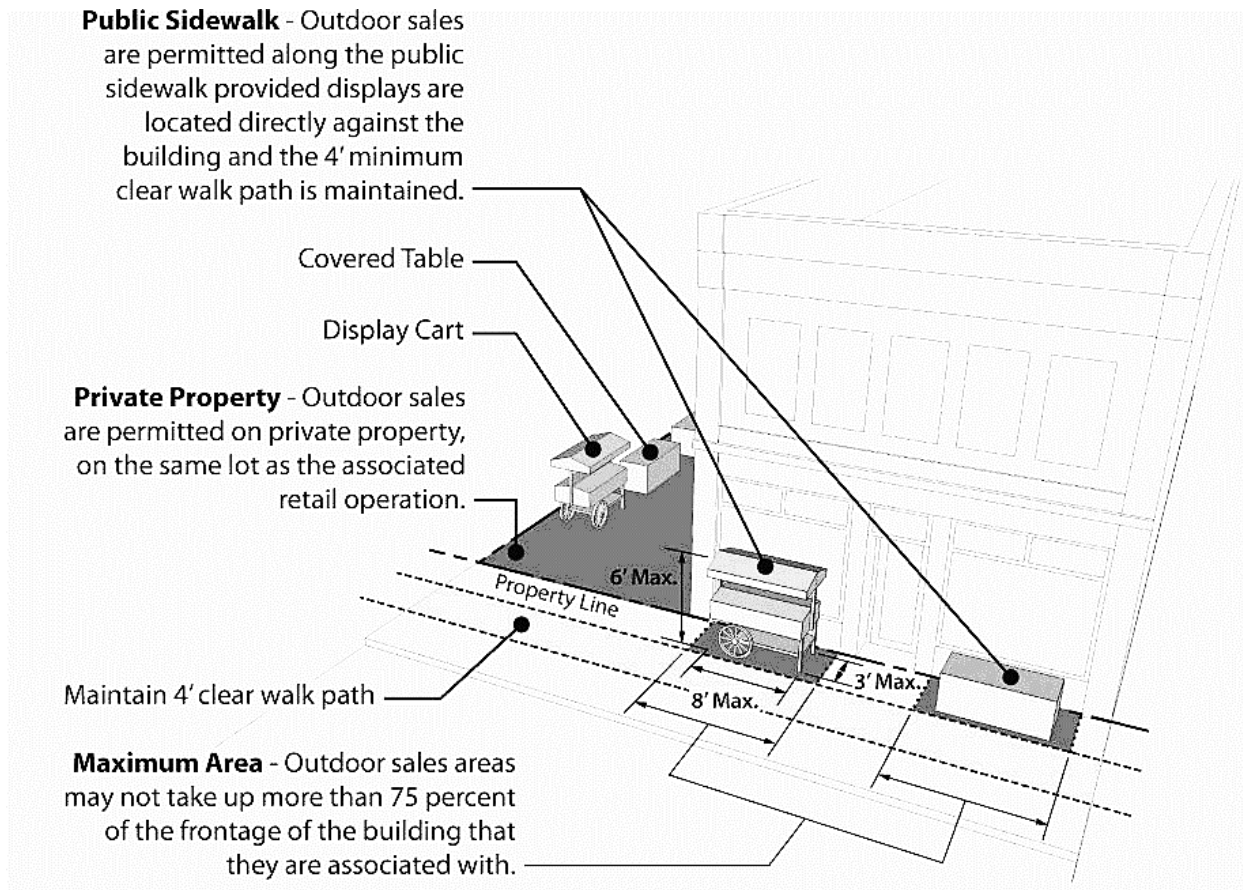 Public Sidewalk - Outdoor sales
are permitted along the public
sidewalk provided displays are
located directly against the
building and the 4' minimum
clear walk path is maintained.
Covered Table
Display Cart
Private Property - Outdoor sales
are permitted on private property,
on the same lot as the associated
retail operation.
6' Max.
Property Line
3' Max.
8' Max.
Maintain 4' clear walk path
Maximum Area - Outdoor sales areas
may not take up more than 75 percent
of the frontage of the building that
they are associated with.